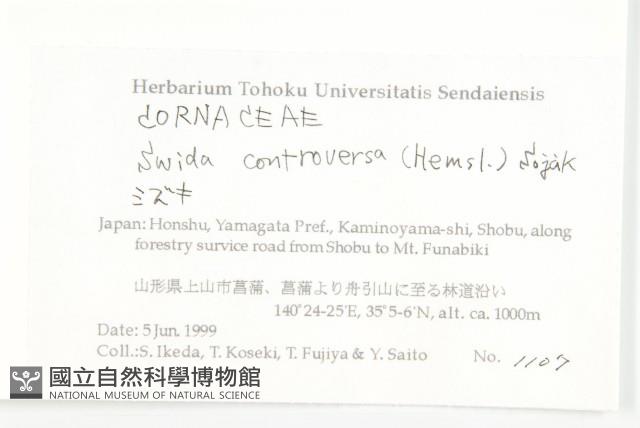 Herbarium Tohoku Universitatis Sendaiensis
CORNACEAE
Swida controversa (Hemsl.) Soják
ミズキ
Japan: Honshu, Yamagata Pref., Kaminoyama-shi, Shobu, along
forestry survice road from Shobu to Mt. Funabiki
山形県上山市菖蒲、菖蒲より舟引山に至る林道沿い
140°24-25'E, 35°5-6'N, alt. ca. 1000m
Date: 5 Jun. 1999
Coll.:S. Ikeda, T. Koseki, T. Fujiya & Y. Saito No. 1107
國立自然科學博物館
NATIONAL MUSEUM OF NATURAL SCIENCE